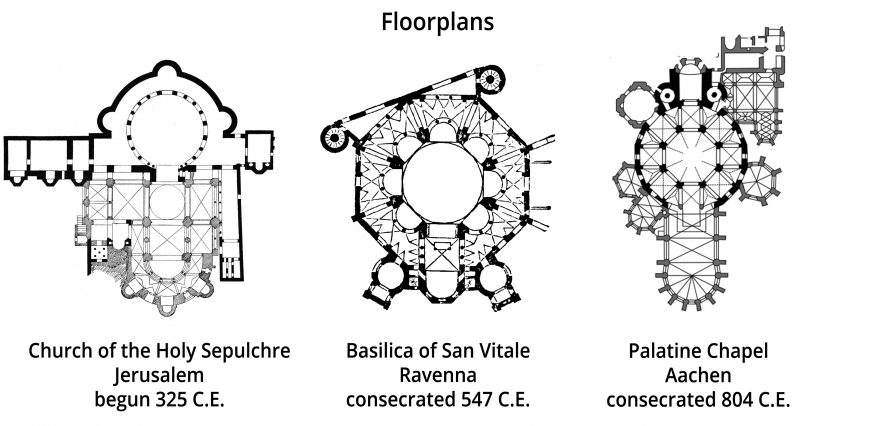 Floorplans
Church of the Holy Sepulchre
Jerusalem
begun 325 C.E.
Basilica of San Vitale
Ravenna
consecrated 547 C.E.
Palatine Chapel
Aachen
consecrated 804 C.E.